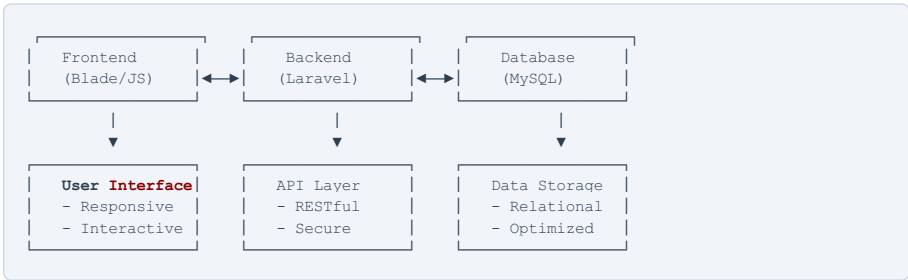 Frontend Backend Database
(Blade/JS) (Laravel) (MySQL)
User Interface API Layer Data Storage
- Responsive - RESTful - Relational
- Interactive - Secure - Optimized